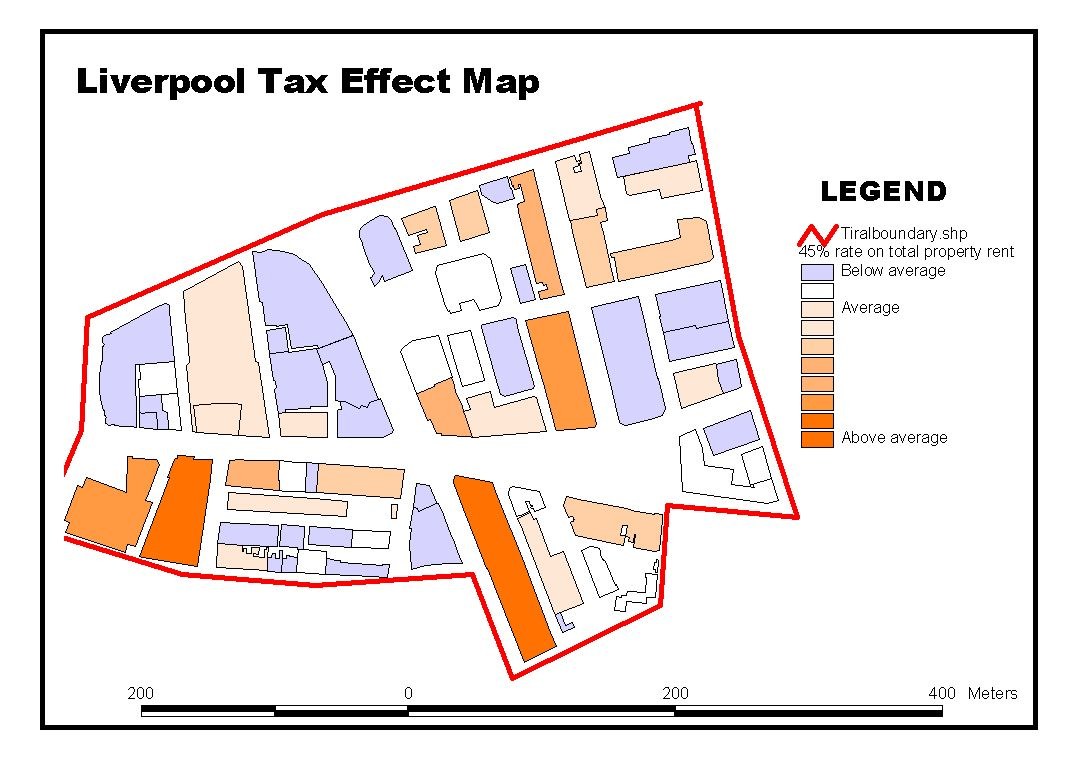 Liverpool Tax Effect Map
LEGEND
Tiralboundary.shp
45% rate on total property rent
Below average
Average
Above average
200 0 200 400 Meters